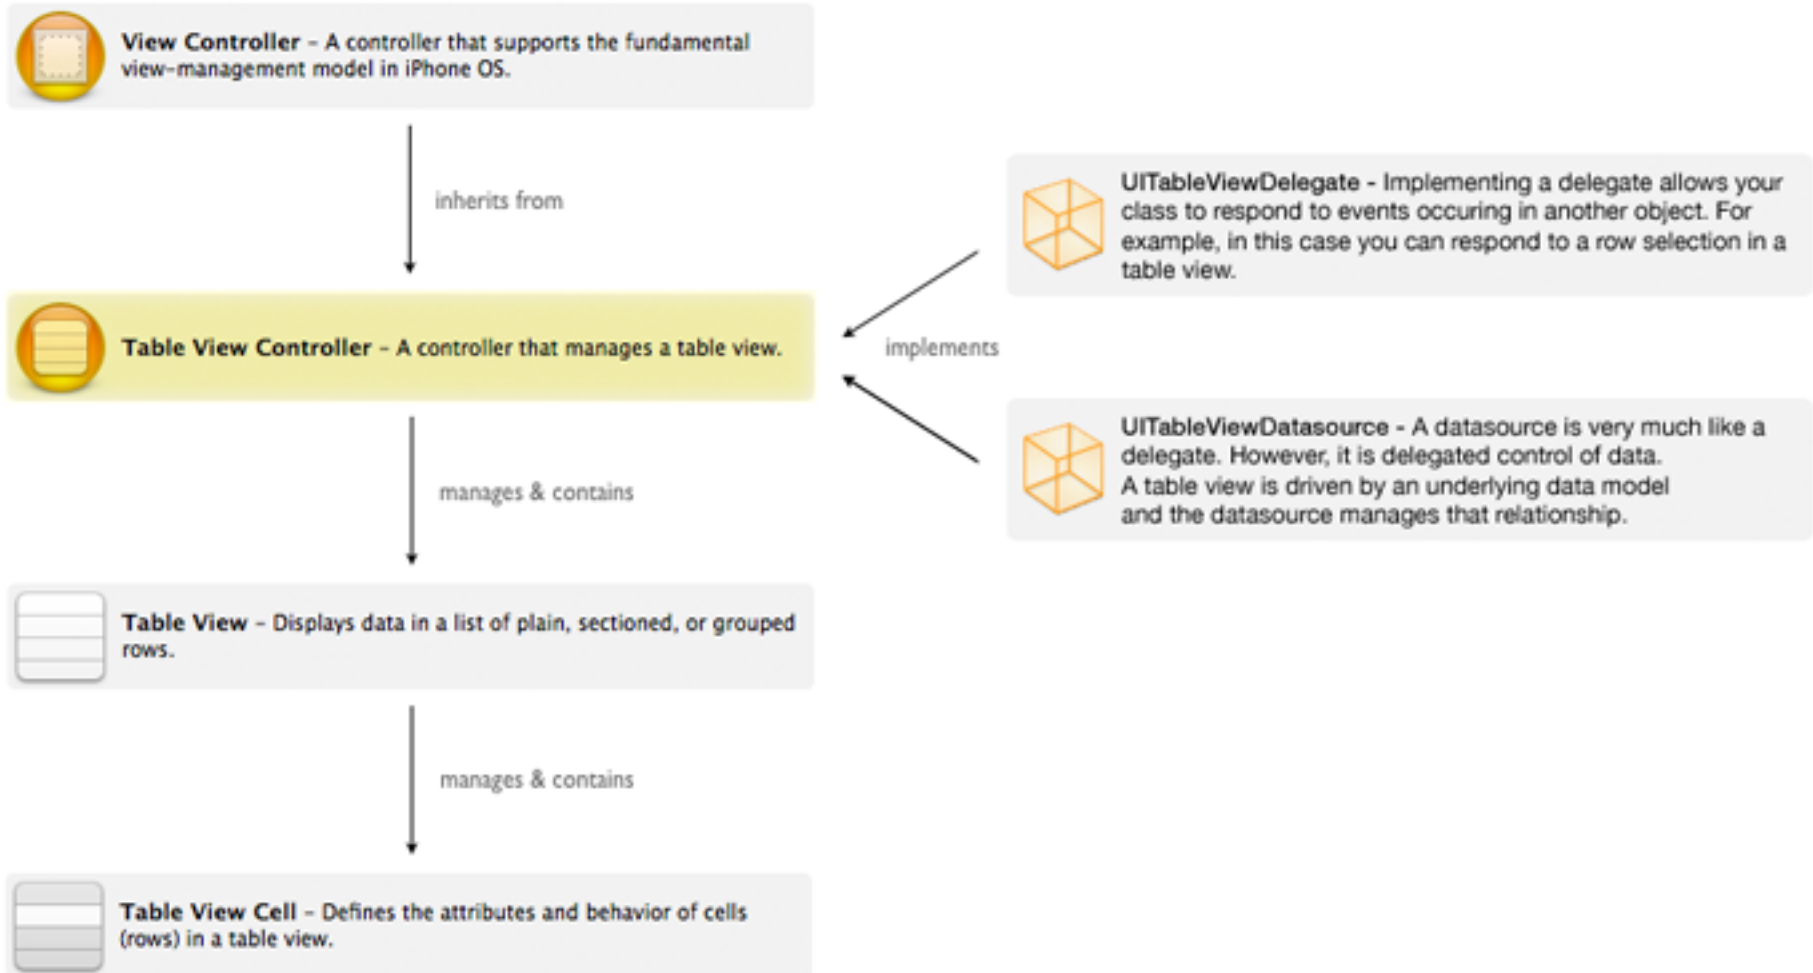 View Controller – A controller that supports the fundamental
view-management model in iPhone OS.
inherits from
UITableViewDelegate - Implementing a delegate allows your
class to respond to events occuring in another object. For
example, in this case you can respond to a row selection in a
table view.
Table View Controller – A controller that manages a table view.
implements
UITableViewDatasource - A datasource is very much like a
delegate. However, it is delegated control of data.
A table view is driven by an underlying data model
and the datasource manages that relationship.
manages & contains
Table View – Displays data in a list of plain, sectioned, or grouped
rows.
manages & contains
Table View Cell – Defines the attributes and behavior of cells
(rows) in a table view.